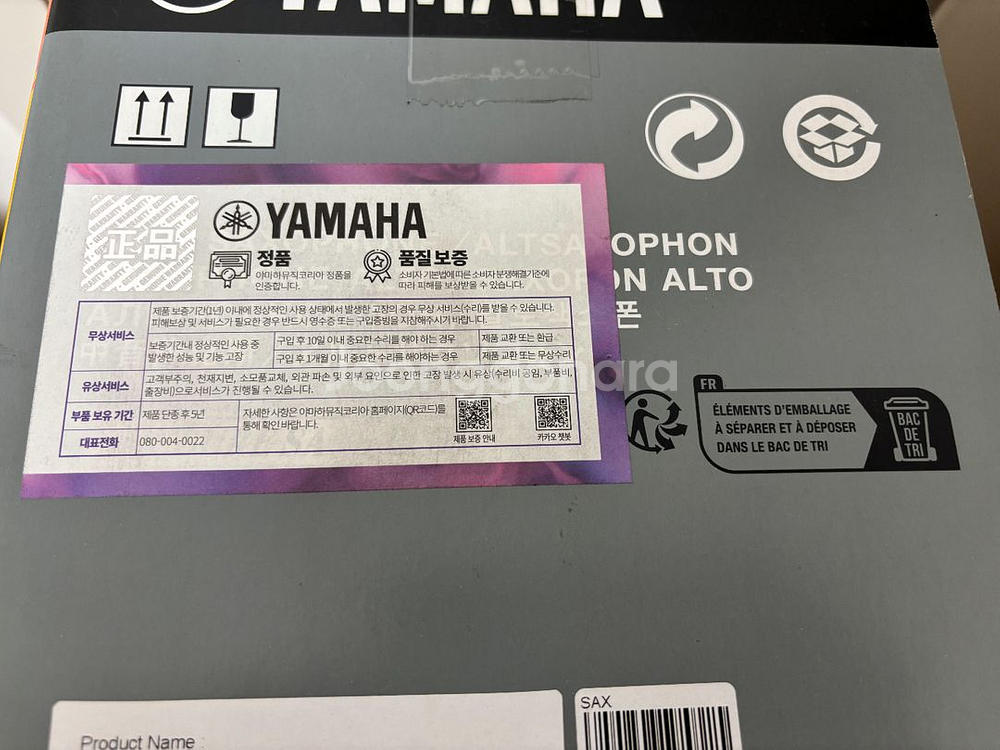 YAMAHA
正品
YAMAHA
정품
야마하뮤직코리아 정품을
인증합니다.
품질 보증
소비자 기본법에 따른 소비자 분쟁해결기준에
따라 피해를 보상받을 수 있습니다.
ALTSAXOPHON
ON ALTO
폰
무상서비스
제품 보증기간(1년) 이내에 정상적인 사용 상태에서 발생한 고장의 경우 무상 서비스(수리)를 받을 수 있습니다.
피해보상 및 서비스가 필요한 경우 반드시 영수증 또는 구입증빙을 지참해주시기 바랍니다.
보증기간내 정상적인 사용 중
발생한 성능 및 기능 고장
구입 후 10일 이내 중요한 수리를 해야 하는 경우
제품 교환 또는 환급
구입 후 1개월 이내 중요한 수리를 해야하는 경우
제품 교환 또는 무상수리
유상서비스
고객부주의, 천재지변, 소모품교체, 외관 파손 및 외부 요인으로 인한 고장 발생 시 유상(수리비 공임, 부품비,
출장비)으로서비스가 진행될 수 있습니다.
부품 보유 기간
제품 단종 후 5년
대표전화
080-004-0022
자세한 사항은 야마하뮤직코리아 홈페이지(QR코드)를
통해 확인 바랍니다.
제품 보증 안내
카카오 챗봇
FR
ÉLÉMENTS D'EMBALLAGE
À SÉPARER ET À DÉPOSER
DANS LE BAC DE TRI
BAC
DE
TRI
Product Name :
SAX